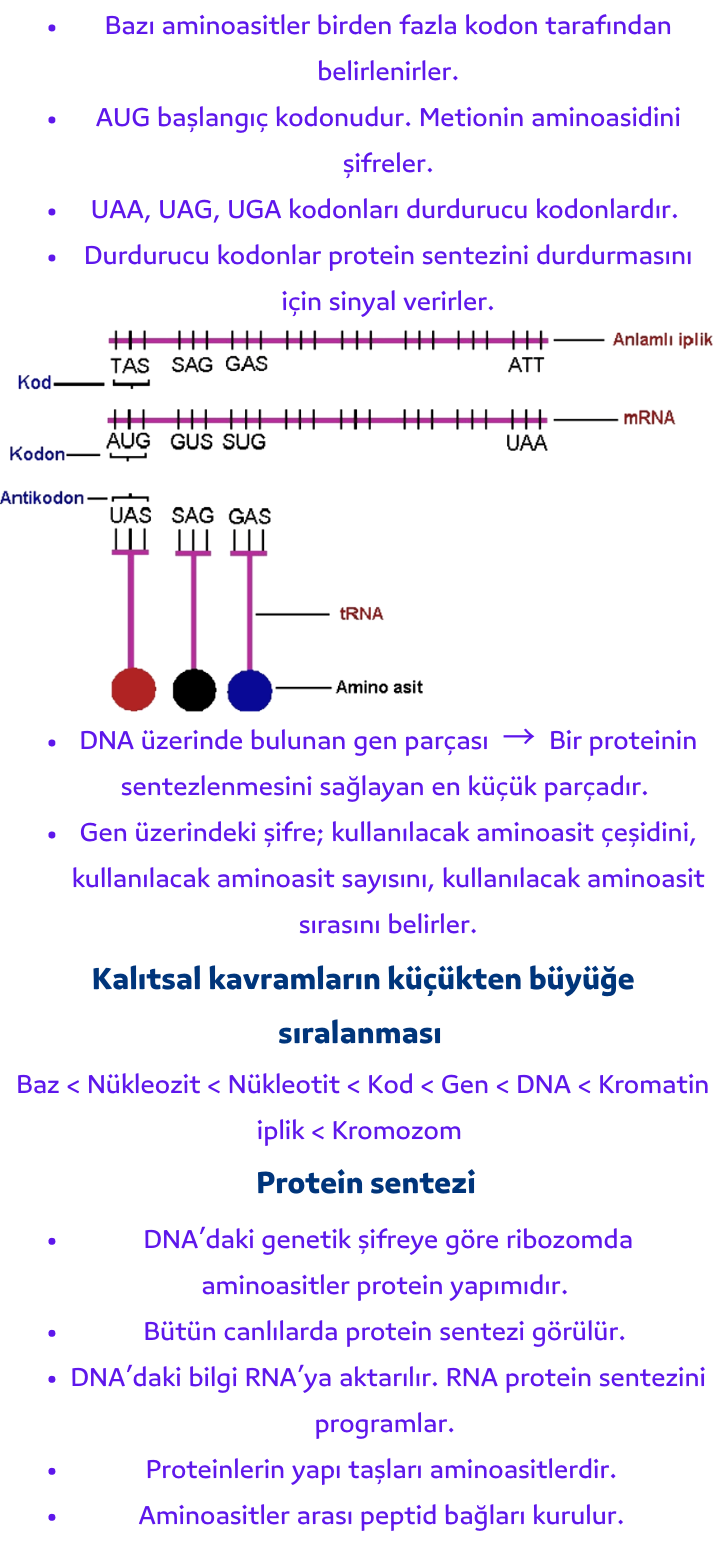 • Bazı aminoasitler birden fazla kodon tarafından
belirlenirler.
• AUG başlangıç kodonudur. Metionin aminoasidini
şifreler.
• UAA, UAG, UGA kodonları durdurucu kodonlardır.
• Durdurucu kodonlar protein sentezini durdurmasını
için sinyal verirler.
Anlamlı iplik
TAS SAG GAS ATT
Kod
mRNA
AUG GUS SUG UAA
Kodon
Antikodon
UAS SAG GAS
tRNA
Amino asit
• DNA üzerinde bulunan gen parçası → Bir proteinin
sentezlenmesini sağlayan en küçük parçadır.
• Gen üzerindeki şifre; kullanılacak aminoasit çeşidini,
kullanılacak aminoasit sayısını, kullanılacak aminoasit
sırasını belirler.
Kalıtsal kavramların küçükten büyüğe
sıralanması
Baz < Nükleozit < Nükleotit < Kod < Gen < DNA < Kromatin
iplik < Kromozom
Protein sentezi
• DNA’daki genetik şifreye göre ribozomda
aminoasitler protein yapımıdır.
• Bütün canlılarda protein sentezi görülür.
• DNA’daki bilgi RNA’ya aktarılır. RNA protein sentezini
programlar.
• Proteinlerin yapı taşları aminoasitlerdir.
• Aminoasitler arası peptid bağları kurulur.